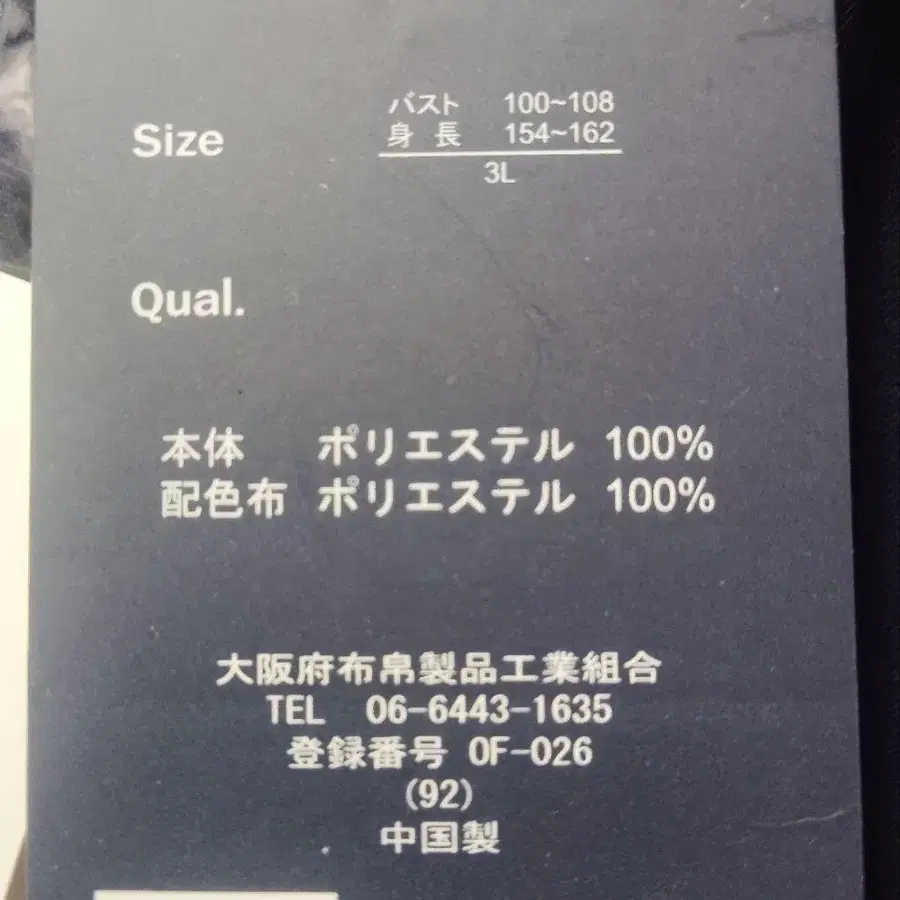 Size
バスト 100~108
身長 154~162
3L
Qual.
本体 ポリエステル 100%
配色布 ポリエステル 100%
大阪府布帛製品工業組合
TEL 06-6443-1635
登録番号 OF-026
(92)
中国製